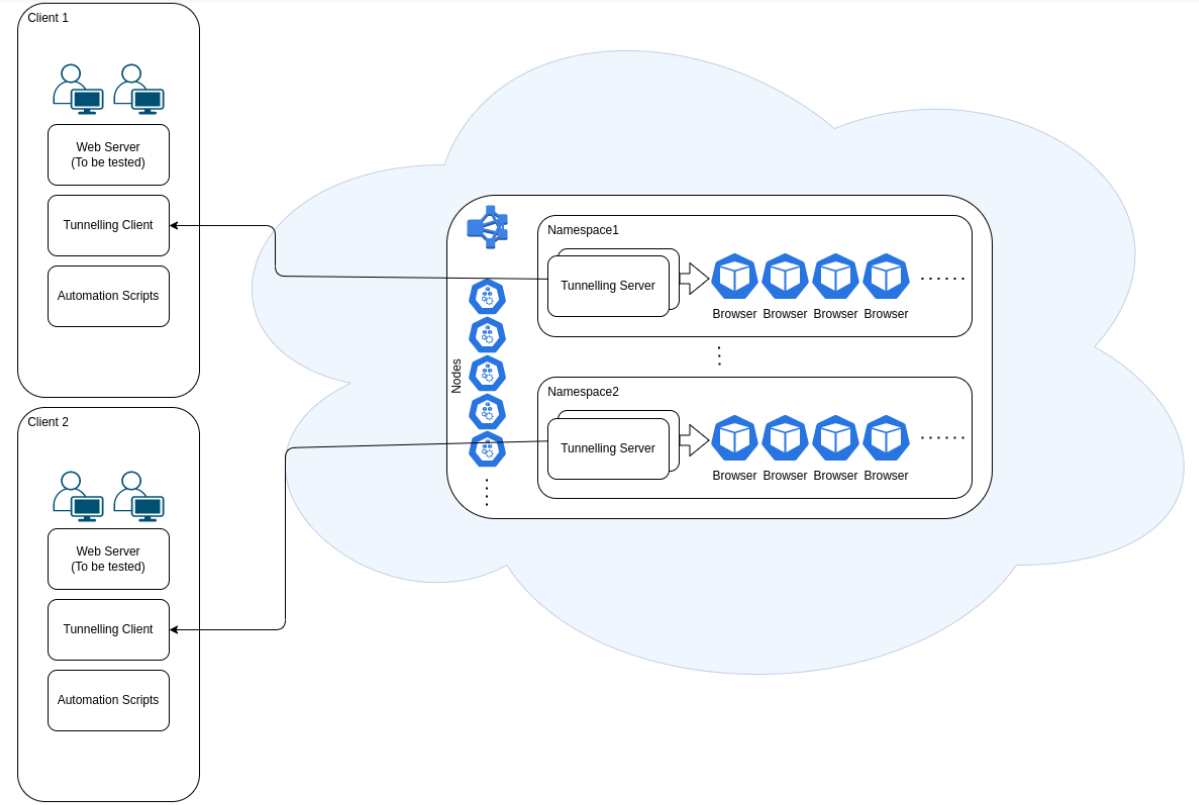 Client 1
Web Server
(To be tested)
Tunnelling Client
Automation Scripts
Client 2
Web Server
(To be tested)
Tunnelling Client
Automation Scripts
Nodes
Namespace1
Tunnelling Server
Browser Browser Browser Browser
Namespace2
Tunnelling Server
Browser Browser Browser Browser